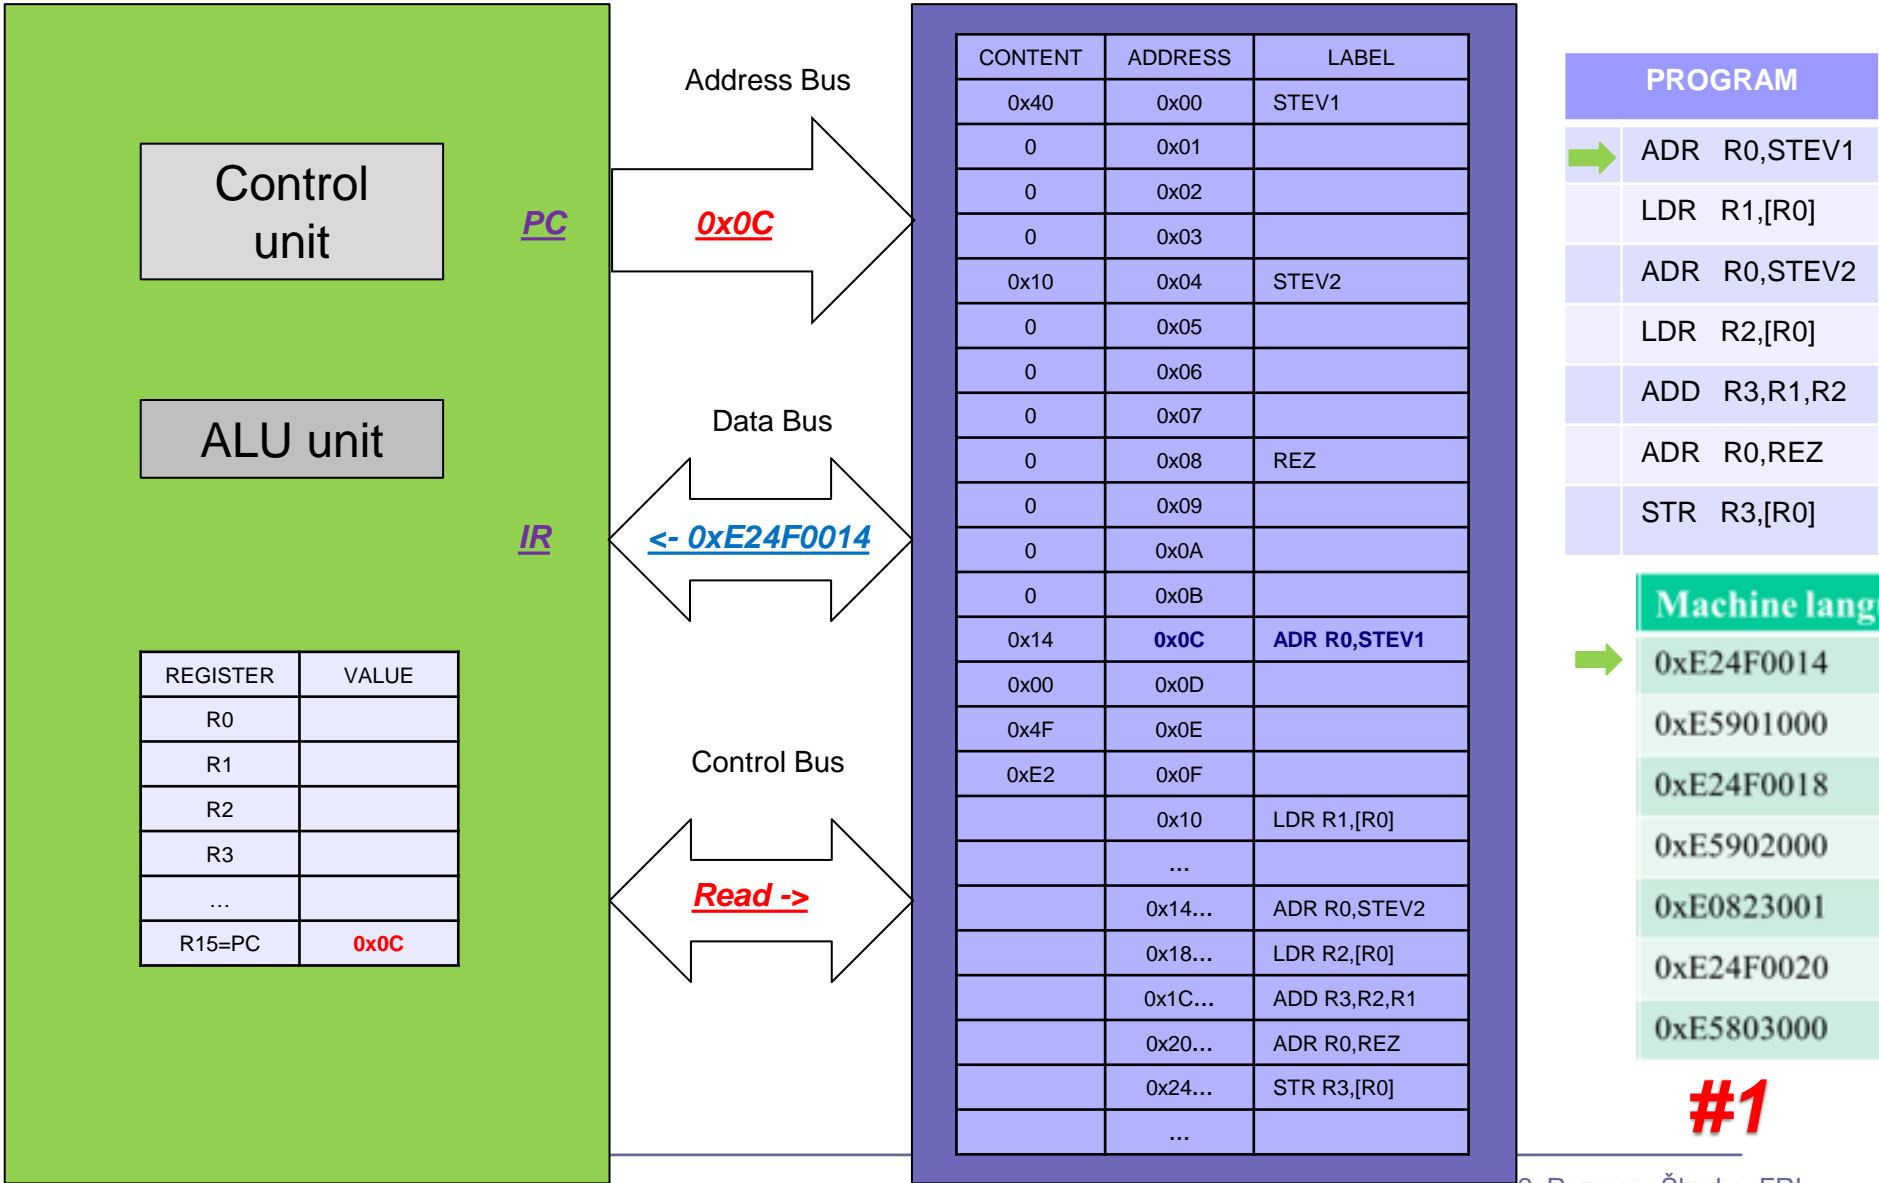 Control
unit
PC
ALU unit
IR
REGISTER VALUE
R0
R1
R2
R3
...
R15=PC 0x0C
Address Bus
0x0C
Data Bus
<- 0xE24F0014
Control Bus
Read ->
CONTENT ADDRESS LABEL
0x40 0x00 STEV1
0 0x01
0 0x02
0 0x03
0x10 0x04 STEV2
0 0x05
0 0x06
0 0x07
0 0x08 REZ
0 0x09
0 0x0A
0 0x0B
0x14 0x0C ADR R0,STEV1
0x00 0x0D
0x4F 0x0E
0xE2 0x0F
0x10 LDR R1,[R0]
...
0x14... ADR R0,STEV2
0x18... LDR R2,[R0]
0x1C... ADD R3,R2,R1
0x20... ADR R0,REZ
0x24... STR R3,[R0]
...
PROGRAM
ADR R0,STEV1
LDR R1,[R0]
ADR R0,STEV2
LDR R2,[R0]
ADD R3,R1,R2
ADR R0,REZ
STR R3,[R0]
Machine
0xE24F0014
0xE5901000
0xE24F0018
0xE5902000
0xE0823001
0xE24F0020
0xE5803000
#1